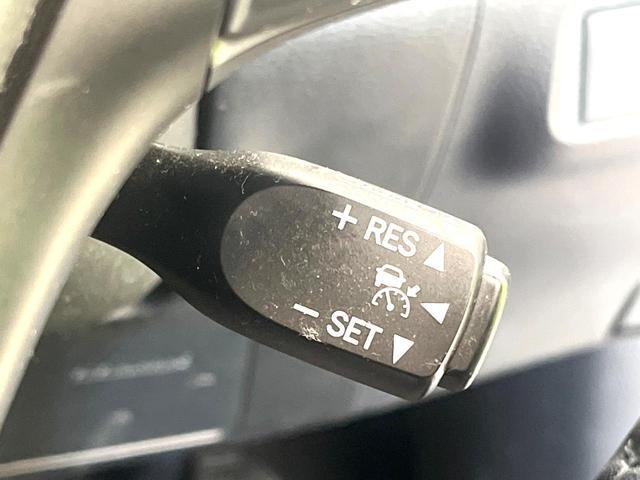 + RES
- SET